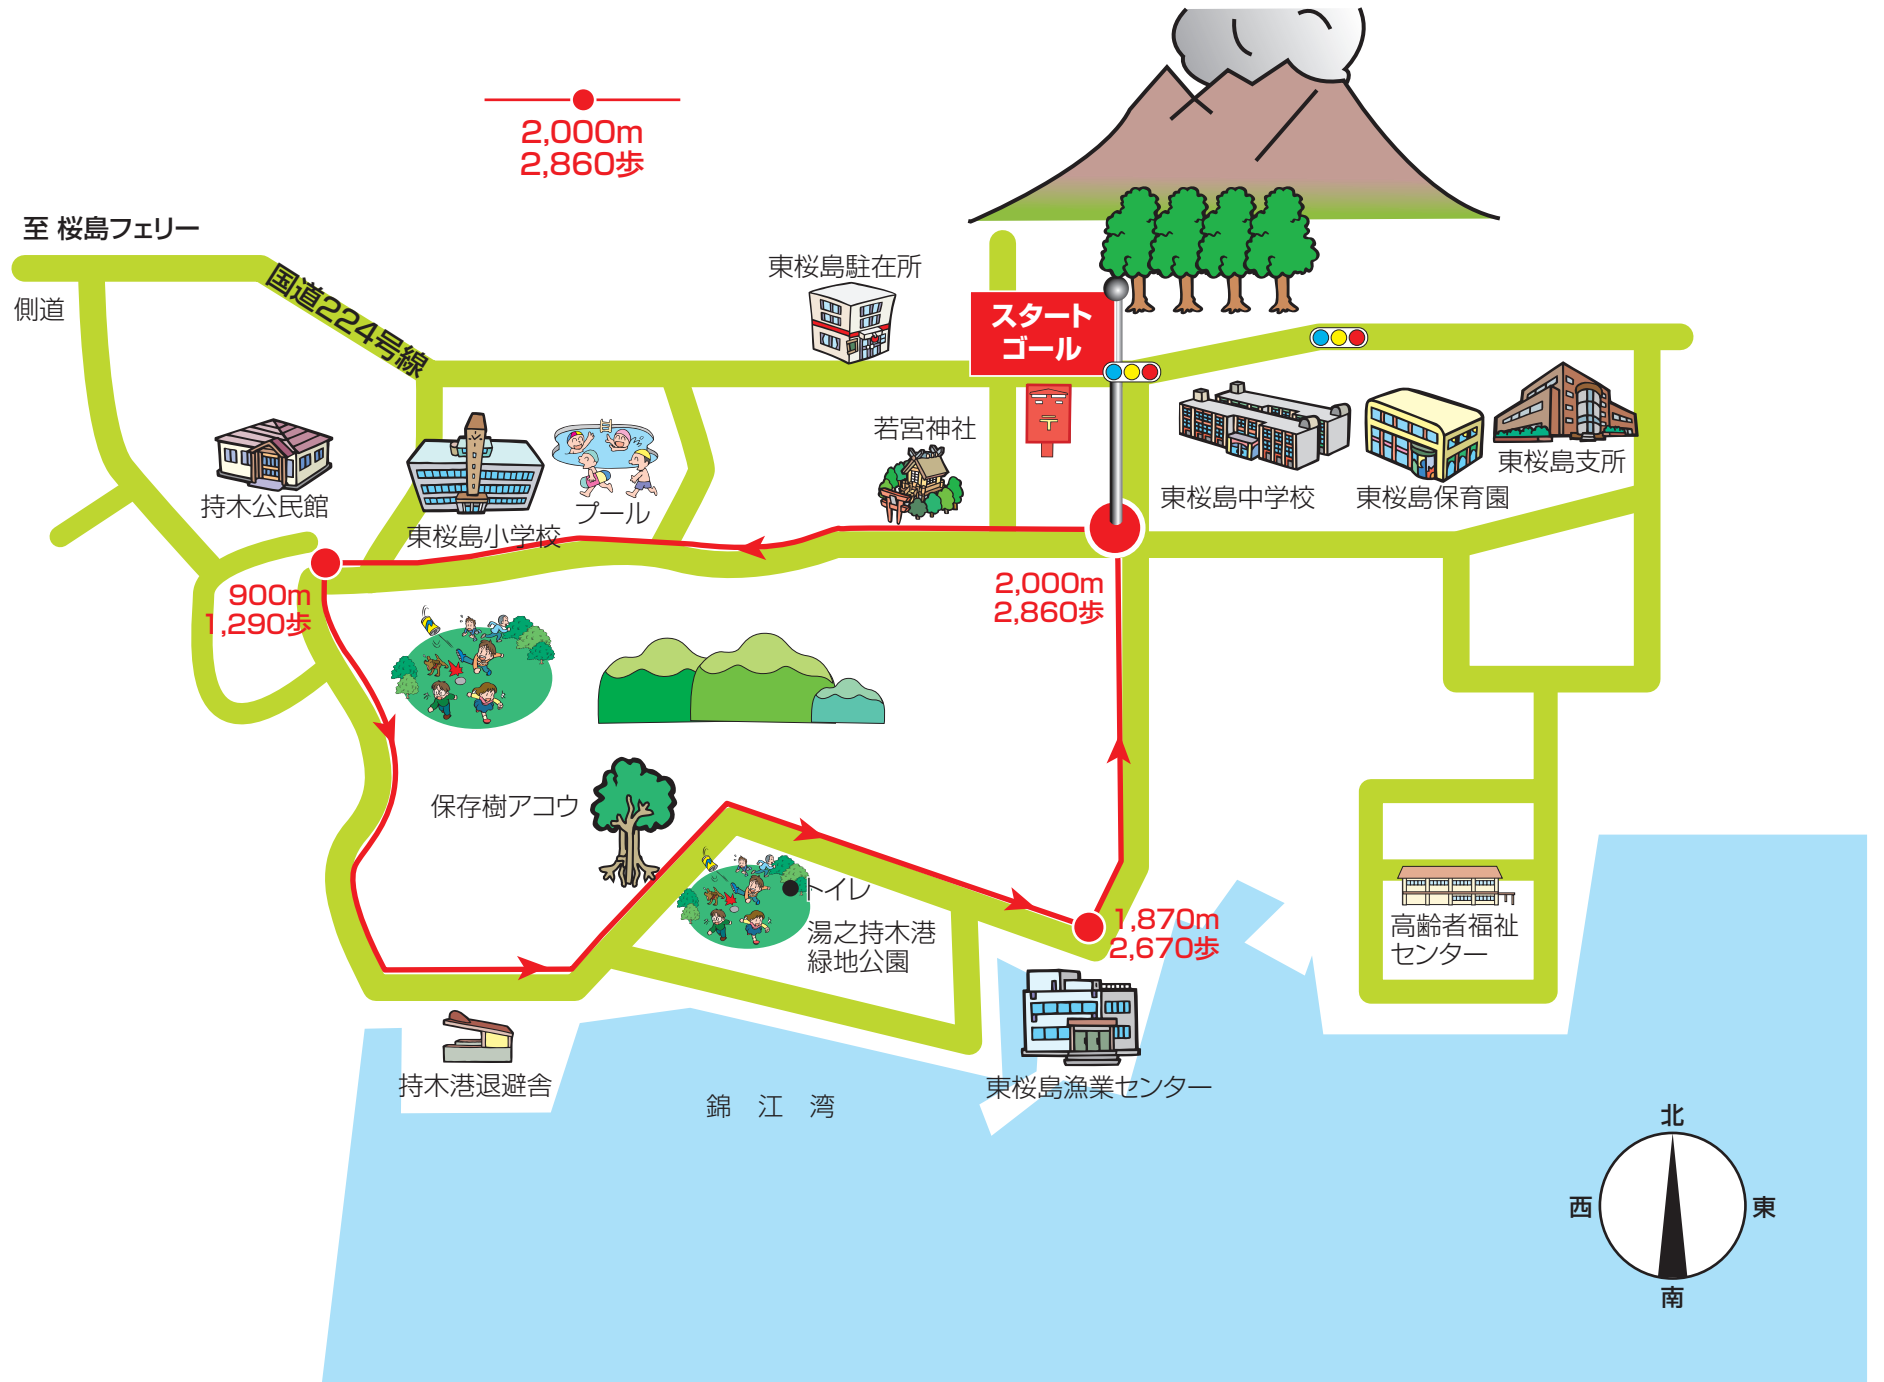 2,000m
2,860歩
至 桜島フェリー
側道
国道224号線
東桜島駐在所
スタート
ゴール
若宮神社
東桜島中学校
東桜島保育園
東桜島支所
持木公民館
東桜島小学校
プール
900m
1,290歩
2,000m
2,860歩
保存樹アコウ
トイレ
湯之持木港
緑地公園
1,870m
2,670歩
高齢者福祉
センター
持木港退避舎
東桜島漁業センター
錦 江 湾
北
西
東
南